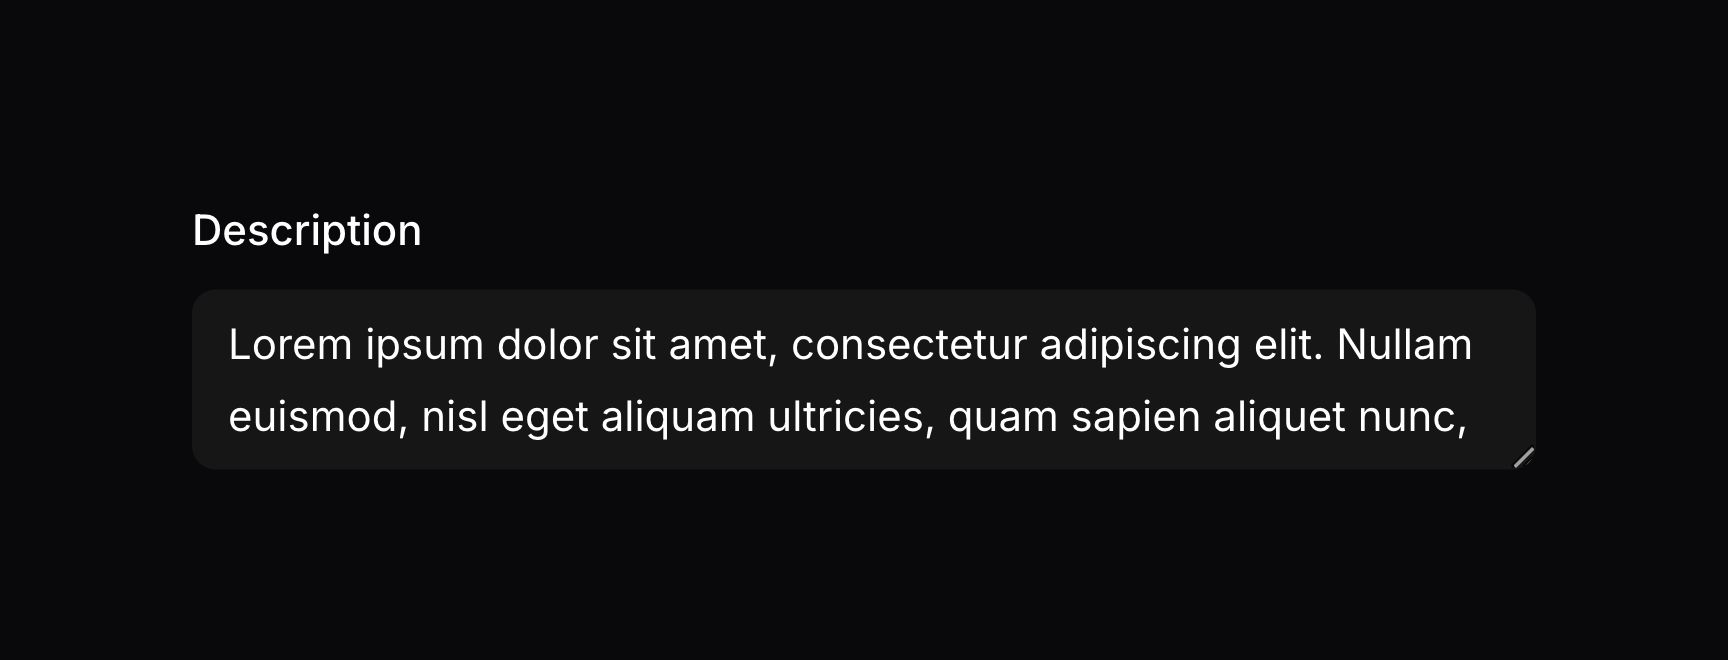 Description
Lorem ipsum dolor sit amet, consectetur adipiscing elit. Nullam
euismod, nisl eget aliquam ultricies, quam sapien aliquet nunc,